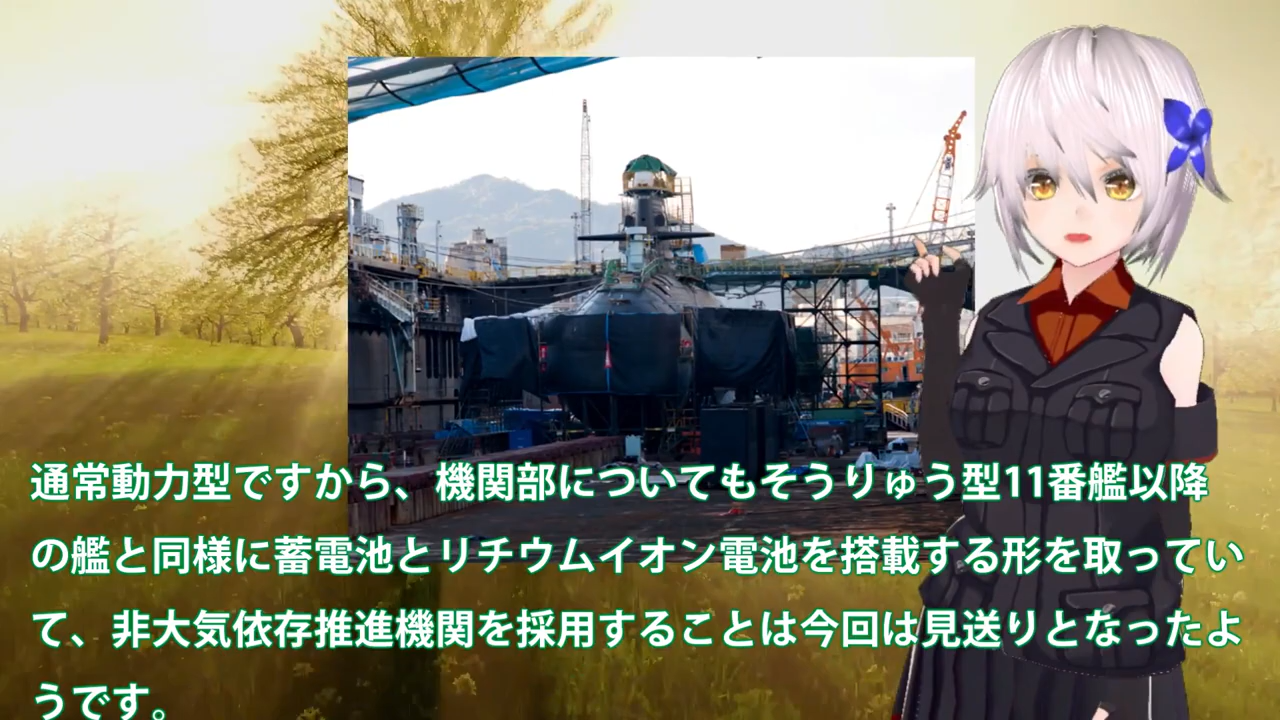 通常動力型ですから、機関部についてもそうりゅう型11番艦以降
の艦と同様に蓄電池とリチウムイオン電池を搭載する形を取ってい
て、非大気依存推進機関を採用することは今回は見送りとなったよ
うです。